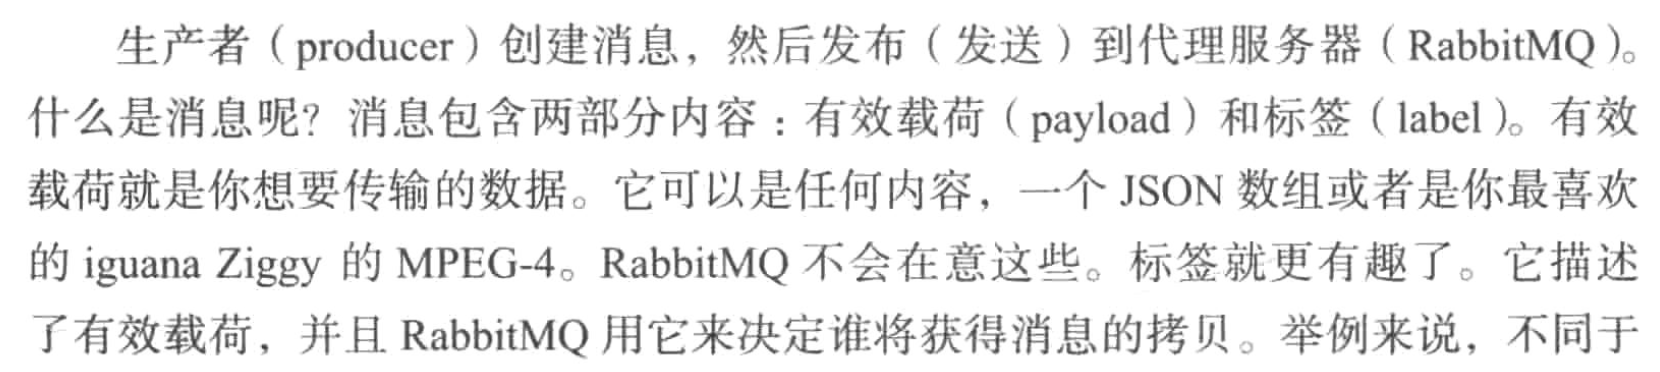 生产者（producer）创建消息，然后发布（发送）到代理服务器（RabbitMQ）。
什么是消息呢？消息包含两部分内容：有效载荷（payload）和标签（label）。有效
载荷就是你想要传输的数据。它可以是任何内容，一个 JSON 数组或者是你最喜欢
的 iguana Ziggy 的 MPEG-4。RabbitMQ 不会在意这些。标签就更有趣了。它描述
了有效载荷，并且 RabbitMQ 用它来决定谁将获得消息的拷贝。举例来说，不同于